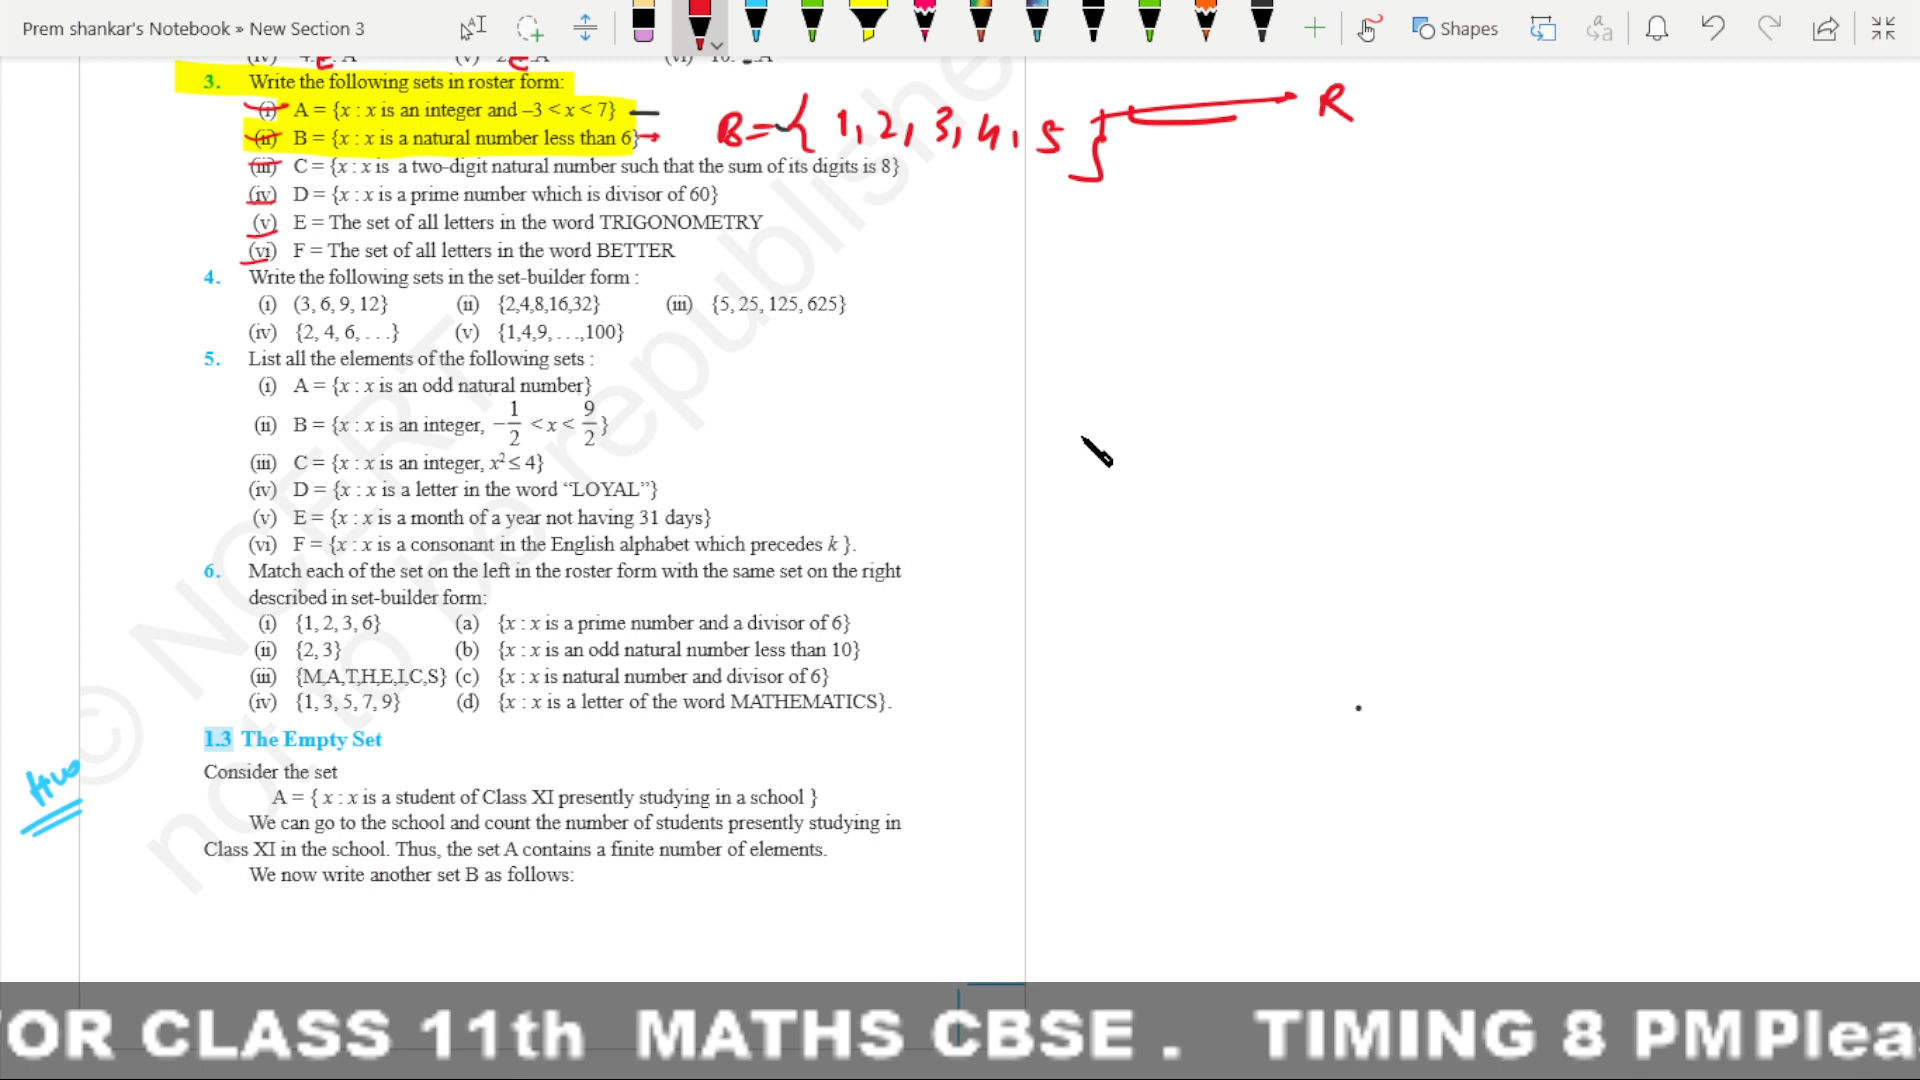 Prem shankar's Notebook » New Section 3
Shapes
3. Write the following sets in roster form:
(i) A = {x : x is an integer and –3 < x < 7}
(ii) B = {x : x is a natural number less than 6}
B = { 1, 2, 3, 4, 5 } R
(iii) C = {x : x is a two-digit natural number such that the sum of its digits is 8}
(iv) D = {x : x is a prime number which is divisor of 60}
(v) E = The set of all letters in the word TRIGONOMETRY
(vi) F = The set of all letters in the word BETTER
4. Write the following sets in the set-builder form :
(i) (3, 6, 9, 12} (ii) {2,4,8,16,32} (iii) {5, 25, 125, 625}
(iv) {2, 4, 6, . . .} (v) {1,4,9, . . .,100}
5. List all the elements of the following sets :
(i) A = {x : x is an odd natural number}
(ii) B = {x : x is an integer, –1/2 < x < 9/2}
(iii) C = {x : x is an integer, x² ≤ 4}
(iv) D = {x : x is a letter in the word “LOYAL”}
(v) E = {x : x is a month of a year not having 31 days}
(vi) F = {x : x is a consonant in the English alphabet which precedes k }.
6. Match each of the set on the left in the roster form with the same set on the right
described in set-builder form:
(i) {1, 2, 3, 6} (a) {x : x is a prime number and a divisor of 6}
(ii) {2, 3} (b) {x : x is an odd natural number less than 10}
(iii) {M,A,T,H,E,I,C,S} (c) {x : x is natural number and divisor of 6}
(iv) {1, 3, 5, 7, 9} (d) {x : x is a letter of the word MATHEMATICS}.
1.3 The Empty Set
Consider the set
A = { x : x is a student of Class XI presently studying in a school }
We can go to the school and count the number of students presently studying in
Class XI in the school. Thus, the set A contains a finite number of elements.
We now write another set B as follows:
© NCERT
not to be republished
OR CLASS 11th MATHS CBSE . TIMING 8 PM Plea